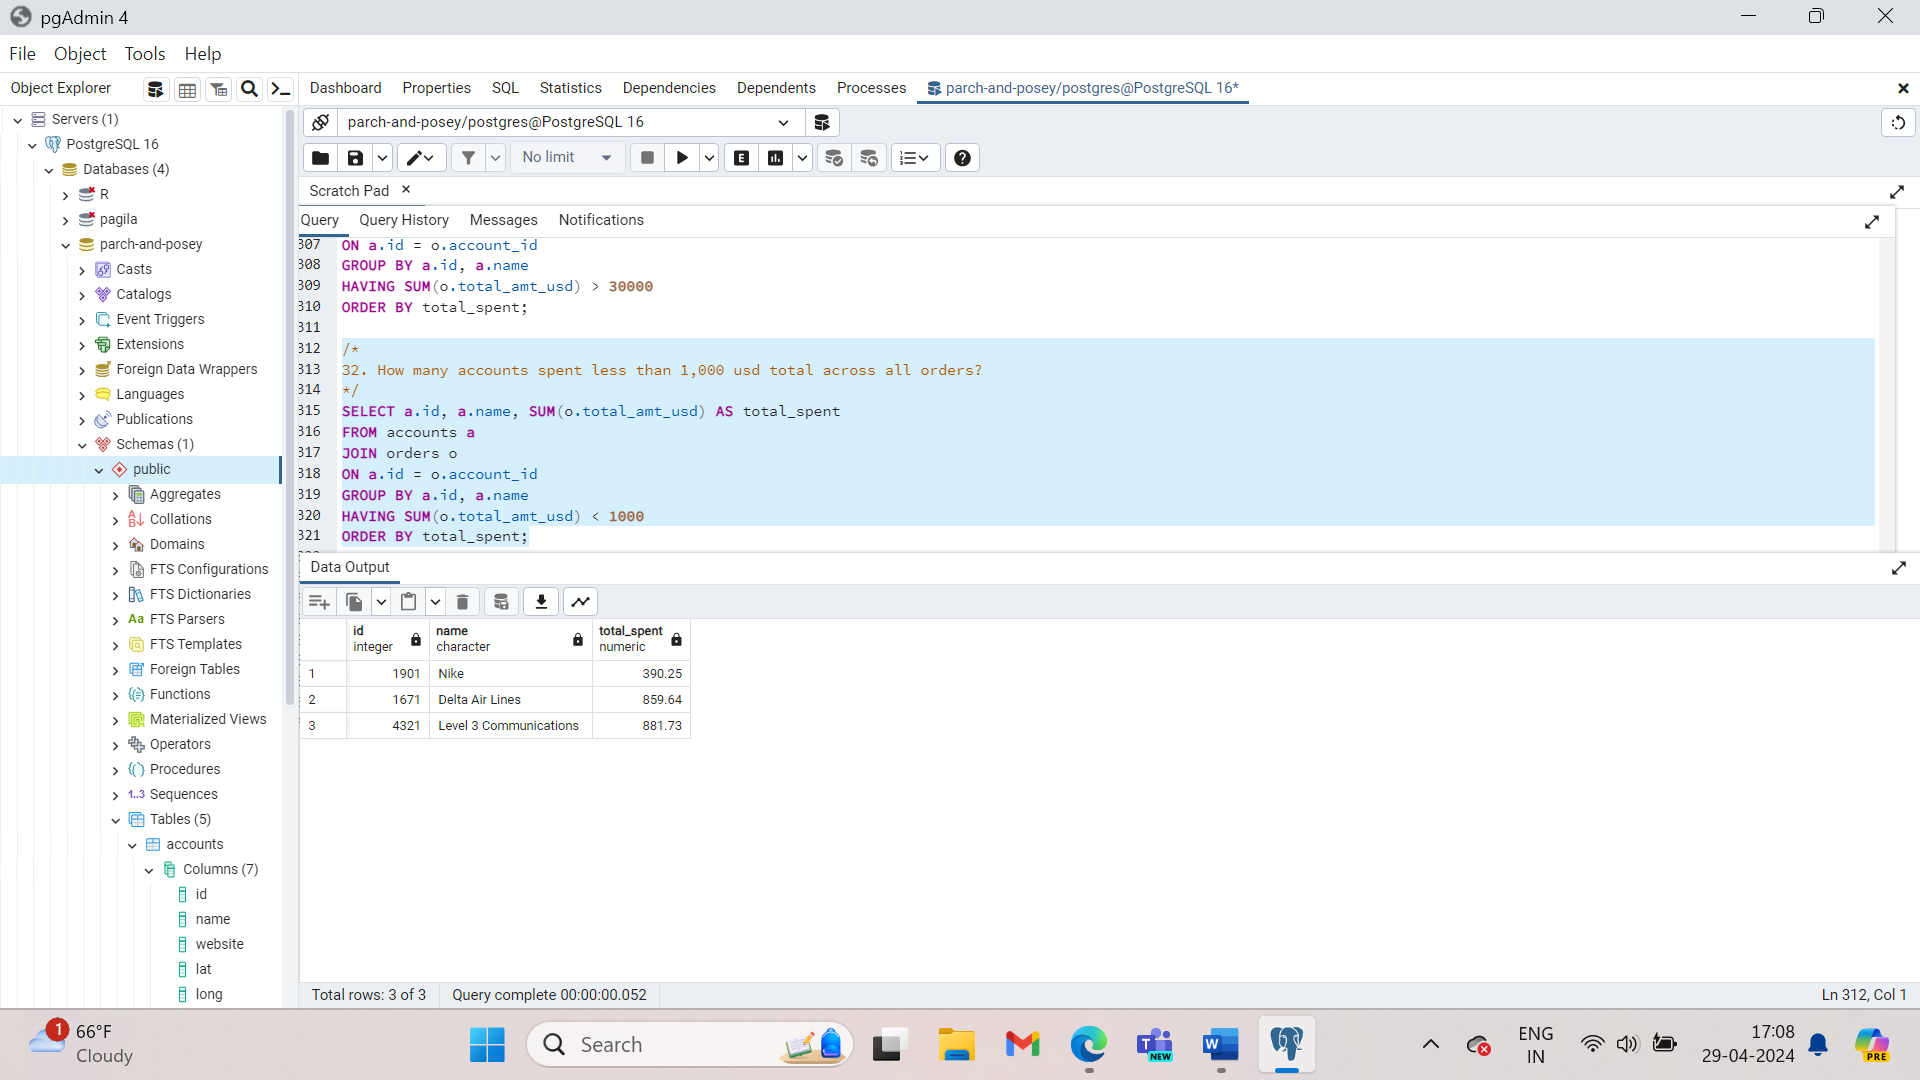 pgAdmin 4
File Object Tools Help
Object Explorer
Dashboard Properties SQL Statistics Dependencies Dependents Processes parch-and-posey/postgres@PostgreSQL 16*
Servers (1)
PostgreSQL 16
Databases (4)
R
pagila
parch-and-posey
Casts
Catalogs
Event Triggers
Extensions
Foreign Data Wrappers
Languages
Publications
Schemas (1)
public
Aggregates
Collations
Domains
FTS Configurations
FTS Dictionaries
Aa FTS Parsers
FTS Templates
Foreign Tables
Functions
Materialized Views
Operators
Procedures
1..3 Sequences
Tables (5)
accounts
Columns (7)
id
name
website
lat
long
parch-and-posey/postgres@PostgreSQL 16
No limit
E
Scratch Pad
Query Query History Messages Notifications
307 ON a.id = o.account_id
308 GROUP BY a.id, a.name
309 HAVING SUM(o.total_amt_usd) > 30000
310 ORDER BY total_spent;
311
312 /*
313 32. How many accounts spent less than 1,000 usd total across all orders?
314 */
315 SELECT a.id, a.name, SUM(o.total_amt_usd) AS total_spent
316 FROM accounts a
317 JOIN orders o
318 ON a.id = o.account_id
319 GROUP BY a.id, a.name
320 HAVING SUM(o.total_amt_usd) < 1000
321 ORDER BY total_spent;
Data Output
id name total_spent
integer character numeric
1 1901 Nike 390.25
2 1671 Delta Air Lines 859.64
3 4321 Level 3 Communications 881.73
Total rows: 3 of 3 Query complete 00:00:00.052 Ln 312, Col 1
1 66°F
Cloudy
Search
T
NEW
W
ENG
IN
17:08
29-04-2024
PRE